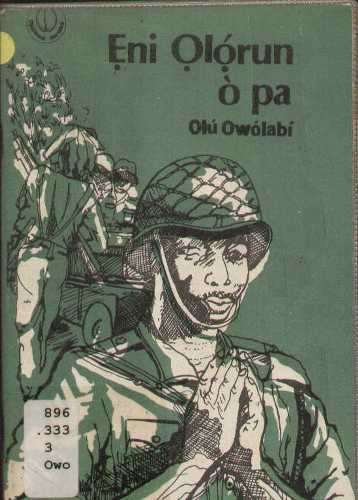 Ẹni Ọlọ́run
ò pa
Olú Owólabí
896
.333
3
Owo